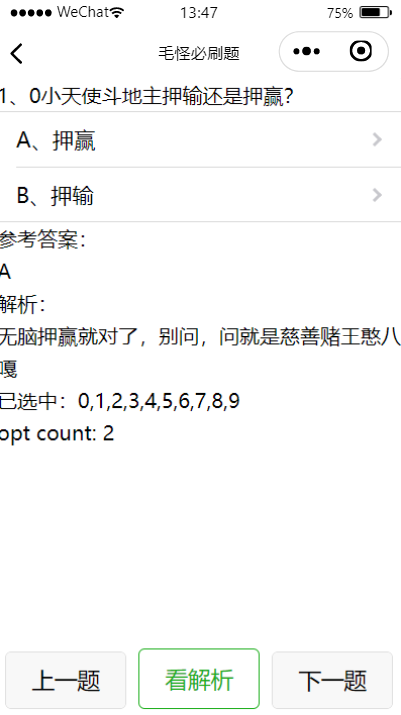 WeChat 13:47 75%
毛怪必刷题
1、0小天使斗地主押输还是押赢?
A、押赢
B、押输
参考答案:
A
解析:
无脑押赢就对了，别问，问就是慈善赌王憨八
嘎
已选中：0,1,2,3,4,5,6,7,8,9
opt count: 2
上一题 看解析 下一题